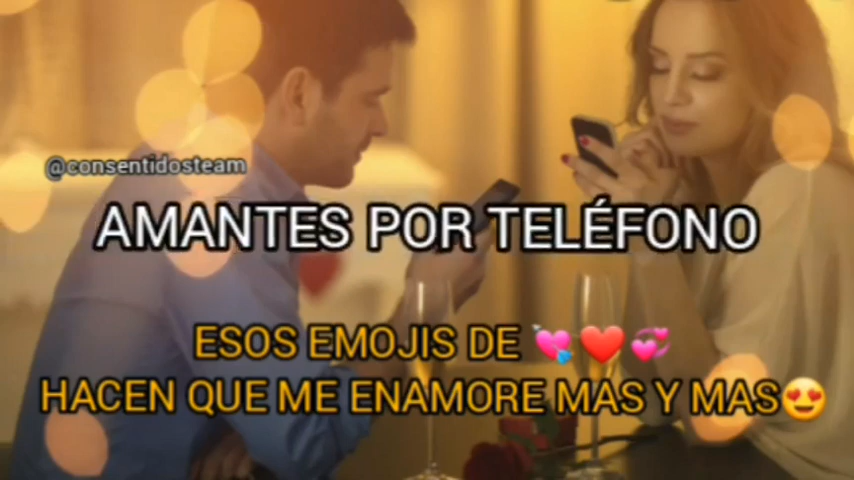 @consentidosteam
AMANTES POR TELÉFONO
ESOS EMOJIS DE 💘❤️💞
HACEN QUE ME ENAMORE MAS Y MAS😍